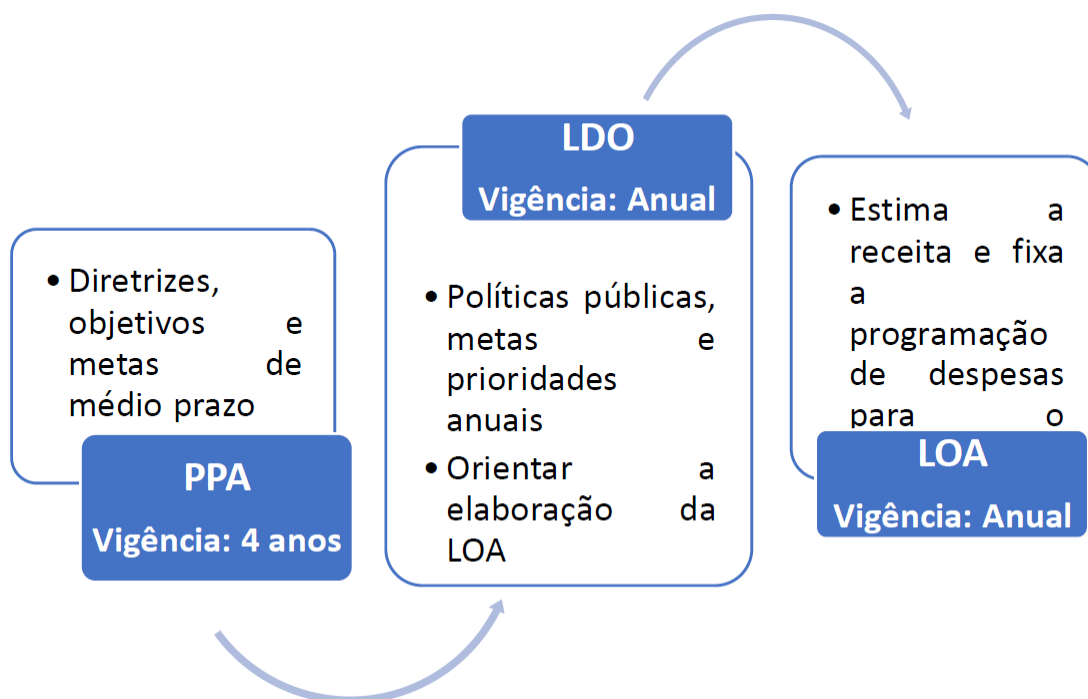 • Diretrizes,
objetivos e
metas de
médio prazo
PPA
Vigência: 4 anos
LDO
Vigência: Anual
• Políticas públicas,
metas e
prioridades
anuais
• Orientar a
elaboração da
LOA
• Estima a
receita e fixa
a
programação
de despesas
para o
LOA
Vigência: Anual